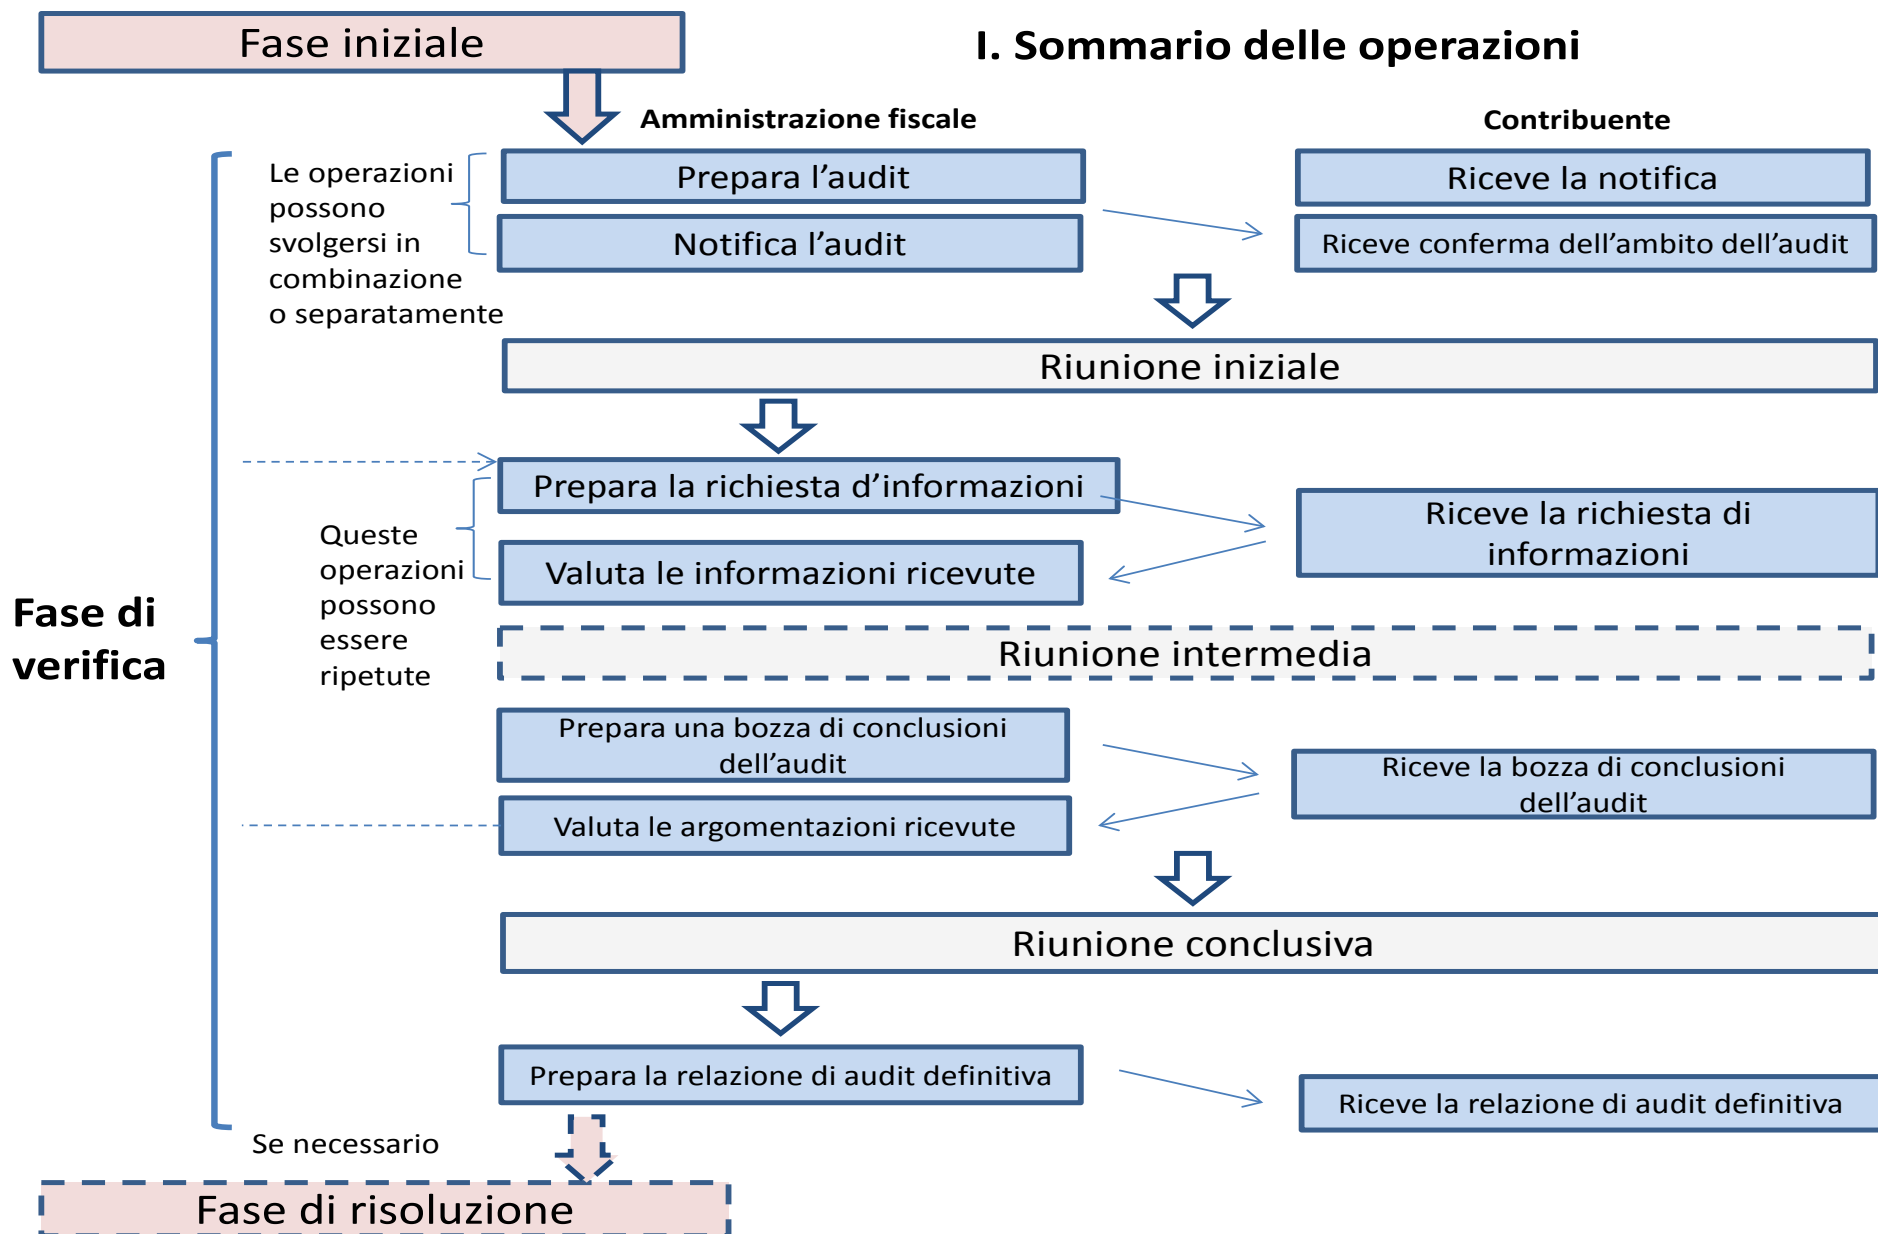 Fase iniziale
I. Sommario delle operazioni
Amministrazione fiscale
Contribuente
Le operazioni
possono
svolgersi in
combinazione
o separatamente
Prepara l’audit
Riceve la notifica
Notifica l’audit
Riceve conferma dell’ambito dell’audit
Riunione iniziale
Prepara la richiesta d’informazioni
Riceve la richiesta di
informazioni
Queste
operazioni
possono
essere
ripetute
Valuta le informazioni ricevute
Fase di
verifica
Riunione intermedia
Prepara una bozza di conclusioni
dell’audit
Riceve la bozza di conclusioni
dell’audit
Valuta le argomentazioni ricevute
Riunione conclusiva
Prepara la relazione di audit definitiva
Riceve la relazione di audit definitiva
Se necessario
Fase di risoluzione